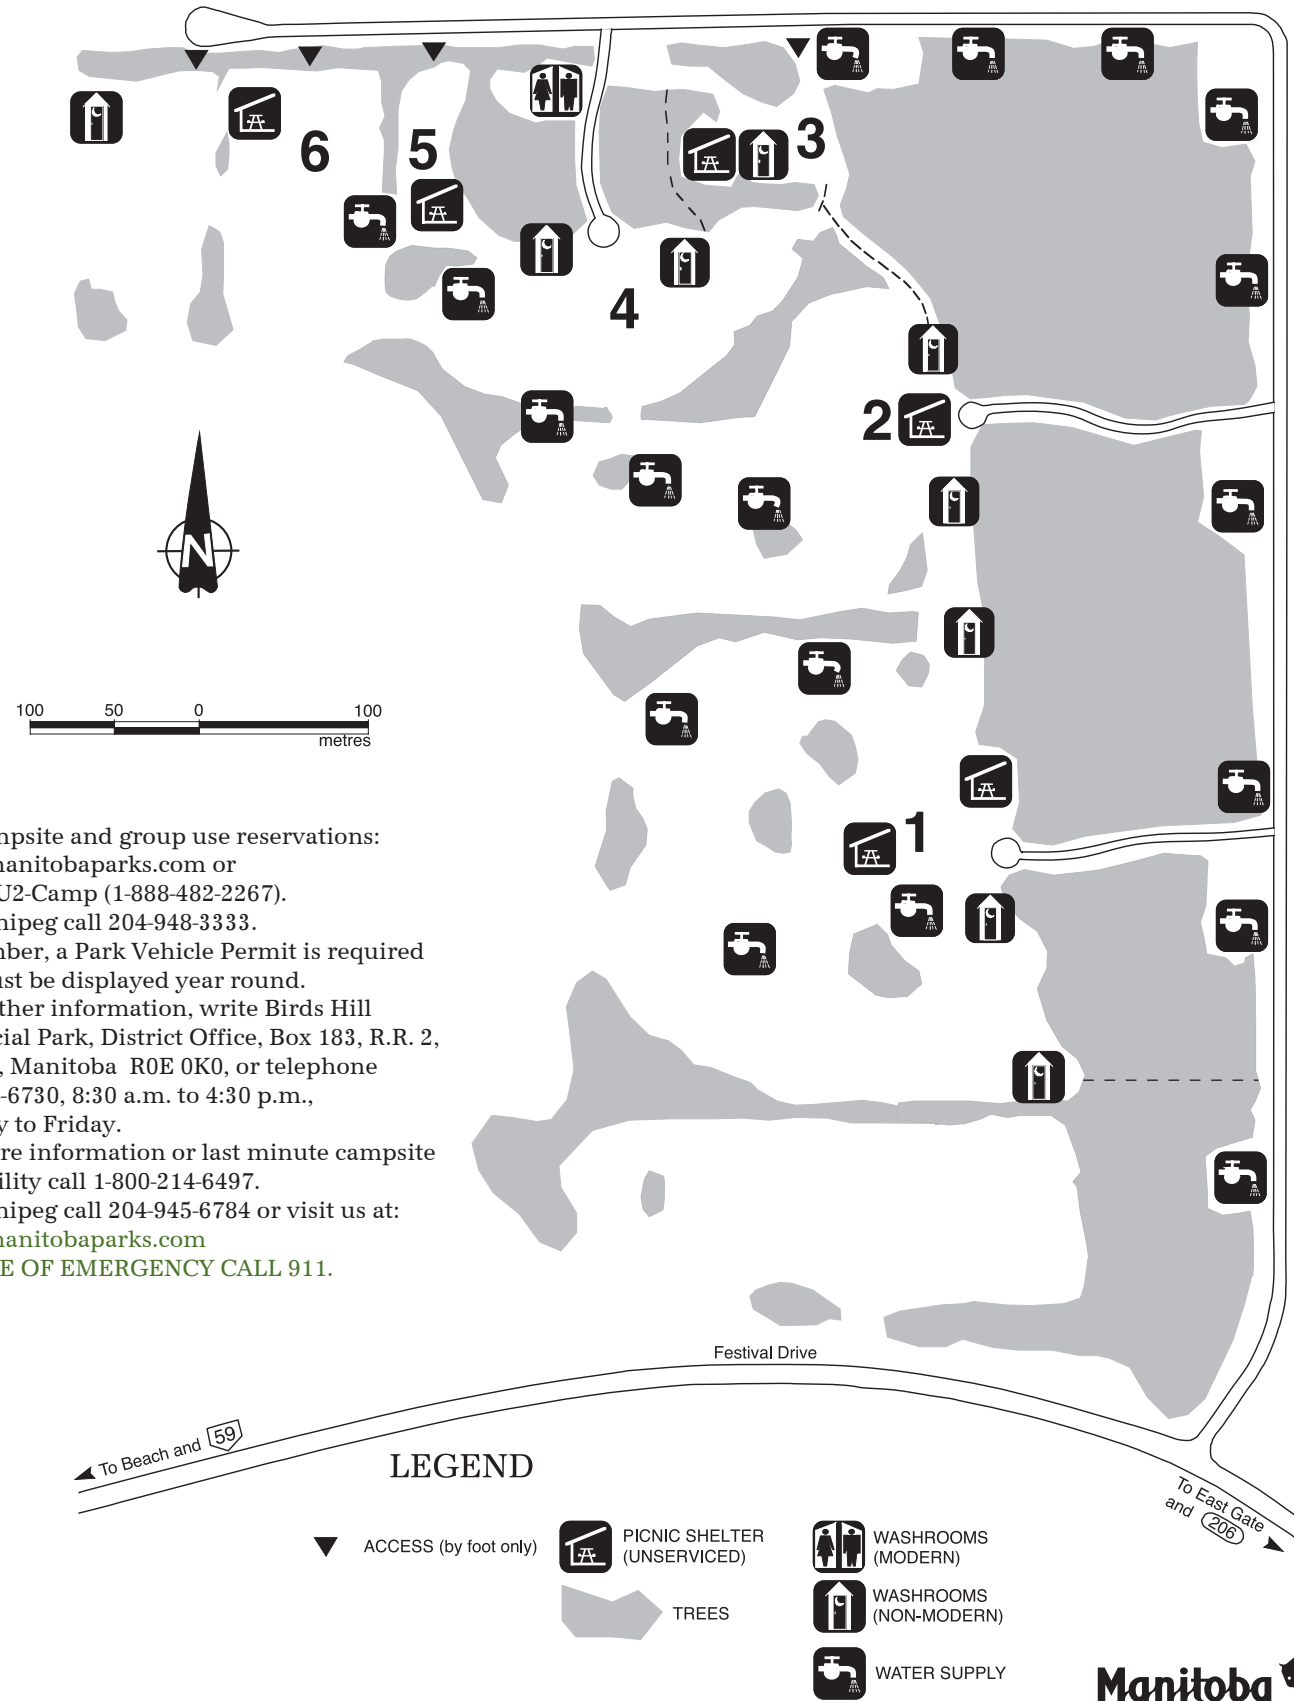 6
5
3
4
2
N
100 50 0 100
metres
1
mpsite and group use reservations:
manitobaparks.com or
U2-Camp (1-888-482-2267).
nipeg call 204-948-3333.
mber, a Park Vehicle Permit is required
ust be displayed year round.
ther information, write Birds Hill
cial Park, District Office, Box 183, R.R. 2,
, Manitoba R0E 0K0, or telephone
-6730, 8:30 a.m. to 4:30 p.m.,
y to Friday.
re information or last minute campsite
ility call 1-800-214-6497.
nipeg call 204-945-6784 or visit us at:
manitobaparks.com
E OF EMERGENCY CALL 911.
Festival Drive
To Beach and 59
To East Gate
and 206
LEGEND
ACCESS (by foot only)
PICNIC SHELTER
(UNSERVICED)
TREES
WASHROOMS
(MODERN)
WASHROOMS
(NON-MODERN)
WATER SUPPLY
Manitoba